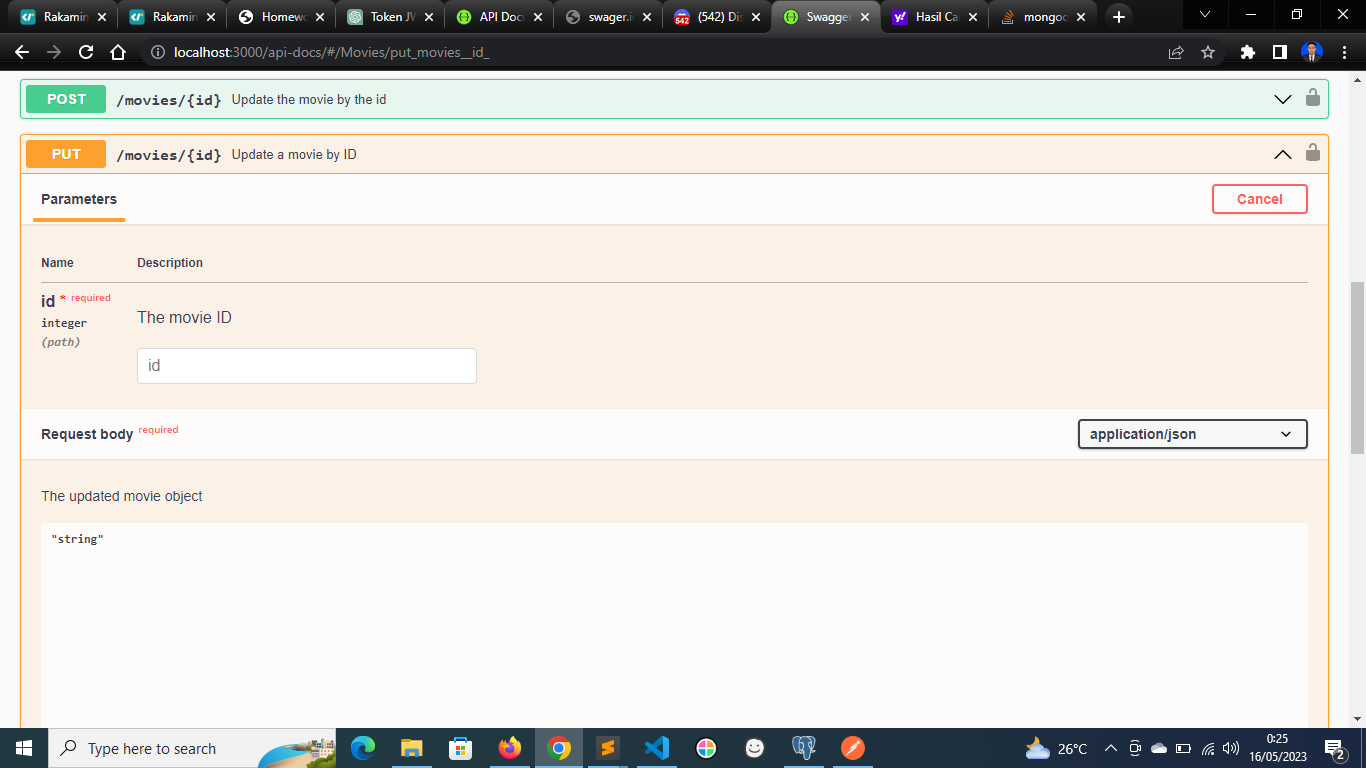 Rakamin
Rakamin
Homewo
Token JV
API Doc
swager.i
(542) Di
Swagger
Hasil Ca
mongoo
localhost:3000/api-docs/#/Movies/put_movies__id_
POST /movies/{id} Update the movie by the id
PUT /movies/{id} Update a movie by ID
Parameters
Cancel
Name Description
id * required
integer
(path)
The movie ID
id
Request body required
application/json
The updated movie object
"string"
Type here to search
26°C
0:25
16/05/2023
2